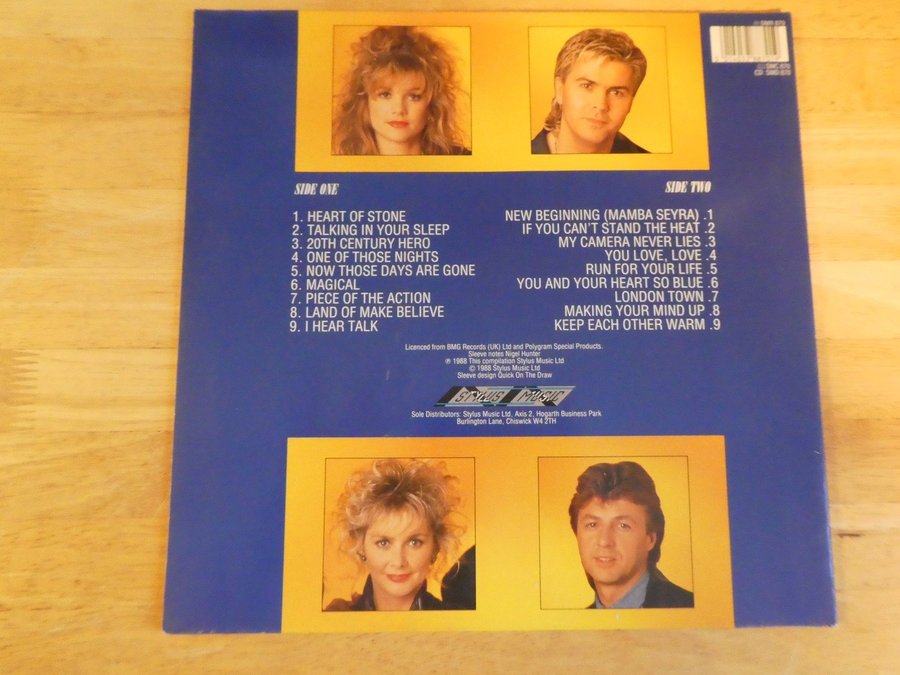 SMR 870
SMC 870
CD: SMD 870
SIDE ONE
1. HEART OF STONE
2. TALKING IN YOUR SLEEP
3. 20TH CENTURY HERO
4. ONE OF THOSE NIGHTS
5. NOW THOSE DAYS ARE GONE
6. MAGICAL
7. PIECE OF THE ACTION
8. LAND OF MAKE BELIEVE
9. I HEAR TALK
SIDE TWO
NEW BEGINNING (MAMBA SEYRA) .1
IF YOU CAN'T STAND THE HEAT .2
MY CAMERA NEVER LIES .3
YOU LOVE, LOVE .4
RUN FOR YOUR LIFE .5
YOU AND YOUR HEART SO BLUE .6
LONDON TOWN .7
MAKING YOUR MIND UP .8
KEEP EACH OTHER WARM .9
Licenced from BMG Records (UK) Ltd and Polygram Special Products.
Sleeve notes Nigel Hunter
℗ 1988 This compilation Stylus Music Ltd
© 1988 Stylus Music Ltd
Sleeve design Quick On The Draw
STYLUS MUSIC
Sole Distributors: Stylus Music Ltd, Axis 2, Hogarth Business Park
Burlington Lane, Chiswick W4 2TH